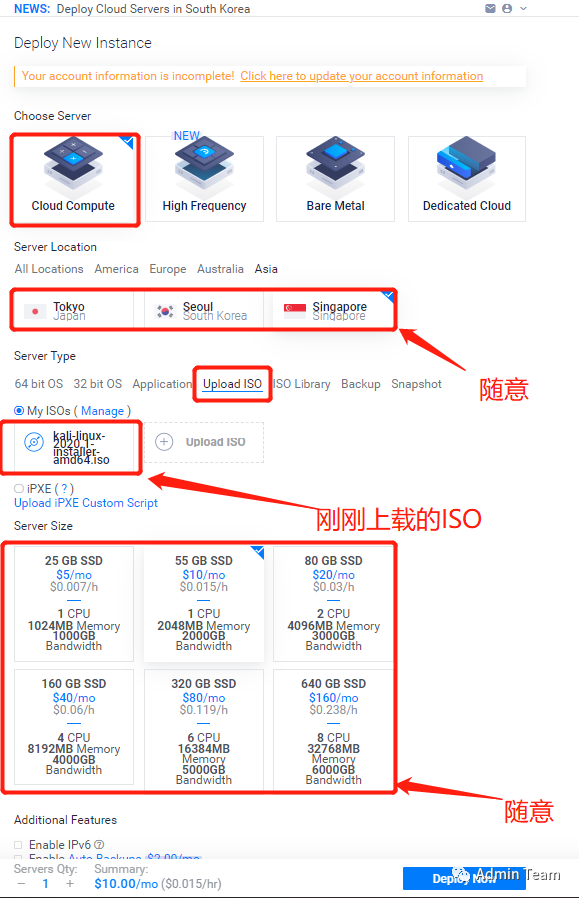 NEWS: Deploy Cloud Servers in South Korea
Deploy New Instance
Your account information is incomplete! Click here to update your account information
Choose Server
NEW
Cloud Compute High Frequency Bare Metal Dedicated Cloud
Server Location
All Locations America Europe Australia Asia
Tokyo Seoul Singapore
Japan South Korea Singapore
随意
Server Type
64 bit OS 32 bit OS Application Upload ISO ISO Library Backup Snapshot
My ISOs ( Manage )
kali-linux-
2020.1-
installer-
amd64.iso
Upload ISO
iPXE ( ? )
Upload iPXE Custom Script
刚刚上载的ISO
Server Size
25 GB SSD 55 GB SSD 80 GB SSD
$5/mo $10/mo $20/mo
$0.007/h $0.015/h $0.03/h
1 CPU 1 CPU 2 CPU
1024MB Memory 2048MB Memory 4096MB Memory
1000GB 2000GB 3000GB
Bandwidth Bandwidth Bandwidth
160 GB SSD 320 GB SSD 640 GB SSD
$40/mo $80/mo $160/mo
$0.06/h $0.119/h $0.238/h
4 CPU 6 CPU 8 CPU
8192MB Memory 16384MB Memory 32768MB Memory
4000GB 5000GB 6000GB
Bandwidth Bandwidth Bandwidth
随意
Additional Features
Enable IPv6 ?
Enable Auto Backups $2.00/mo
Servers Qty: Summary:
− 1 + $10.00/mo ($0.015/hr)
Deploy Now
Admin Team